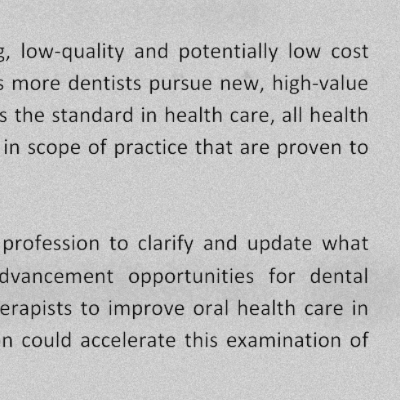 , low-quality and potentially low cost
more dentists pursue new, high-value
the standard in health care, all health
in scope of practice that are proven to
profession to clarify and update what
advancement opportunities for dental
therapists to improve oral health care in
could accelerate this examination of